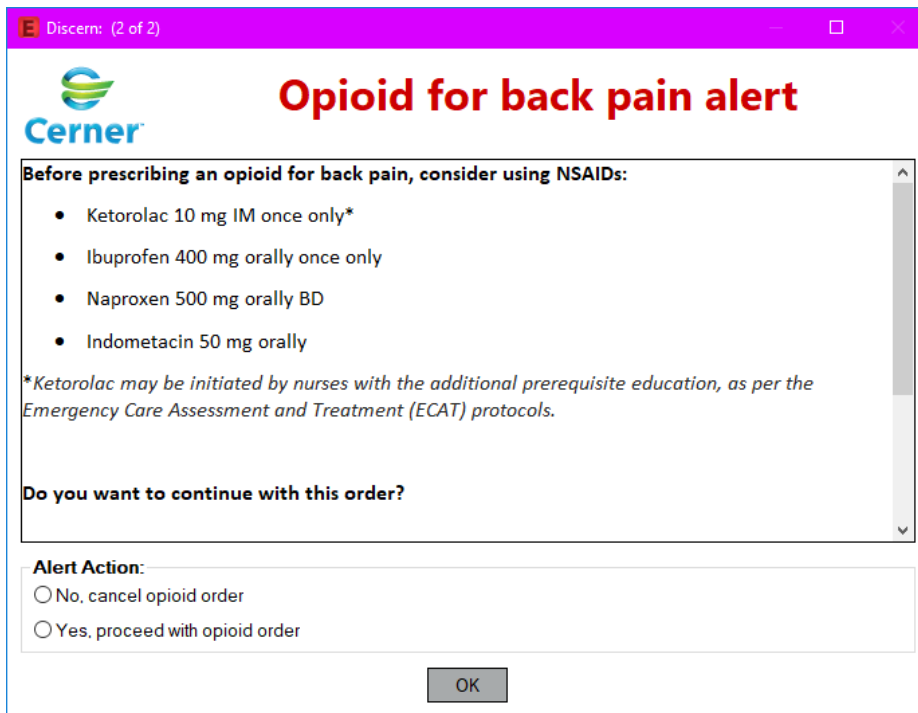 Discern: (2 of 2)
Cerner
Opioid for back pain alert
Before prescribing an opioid for back pain, consider using NSAIDs:
• Ketorolac 10 mg IM once only*
• Ibuprofen 400 mg orally once only
• Naproxen 500 mg orally BD
• Indometacin 50 mg orally
*Ketorolac may be initiated by nurses with the additional prerequisite education, as per the
Emergency Care Assessment and Treatment (ECAT) protocols.
Do you want to continue with this order?
Alert Action:
No, cancel opioid order
Yes, proceed with opioid order
OK